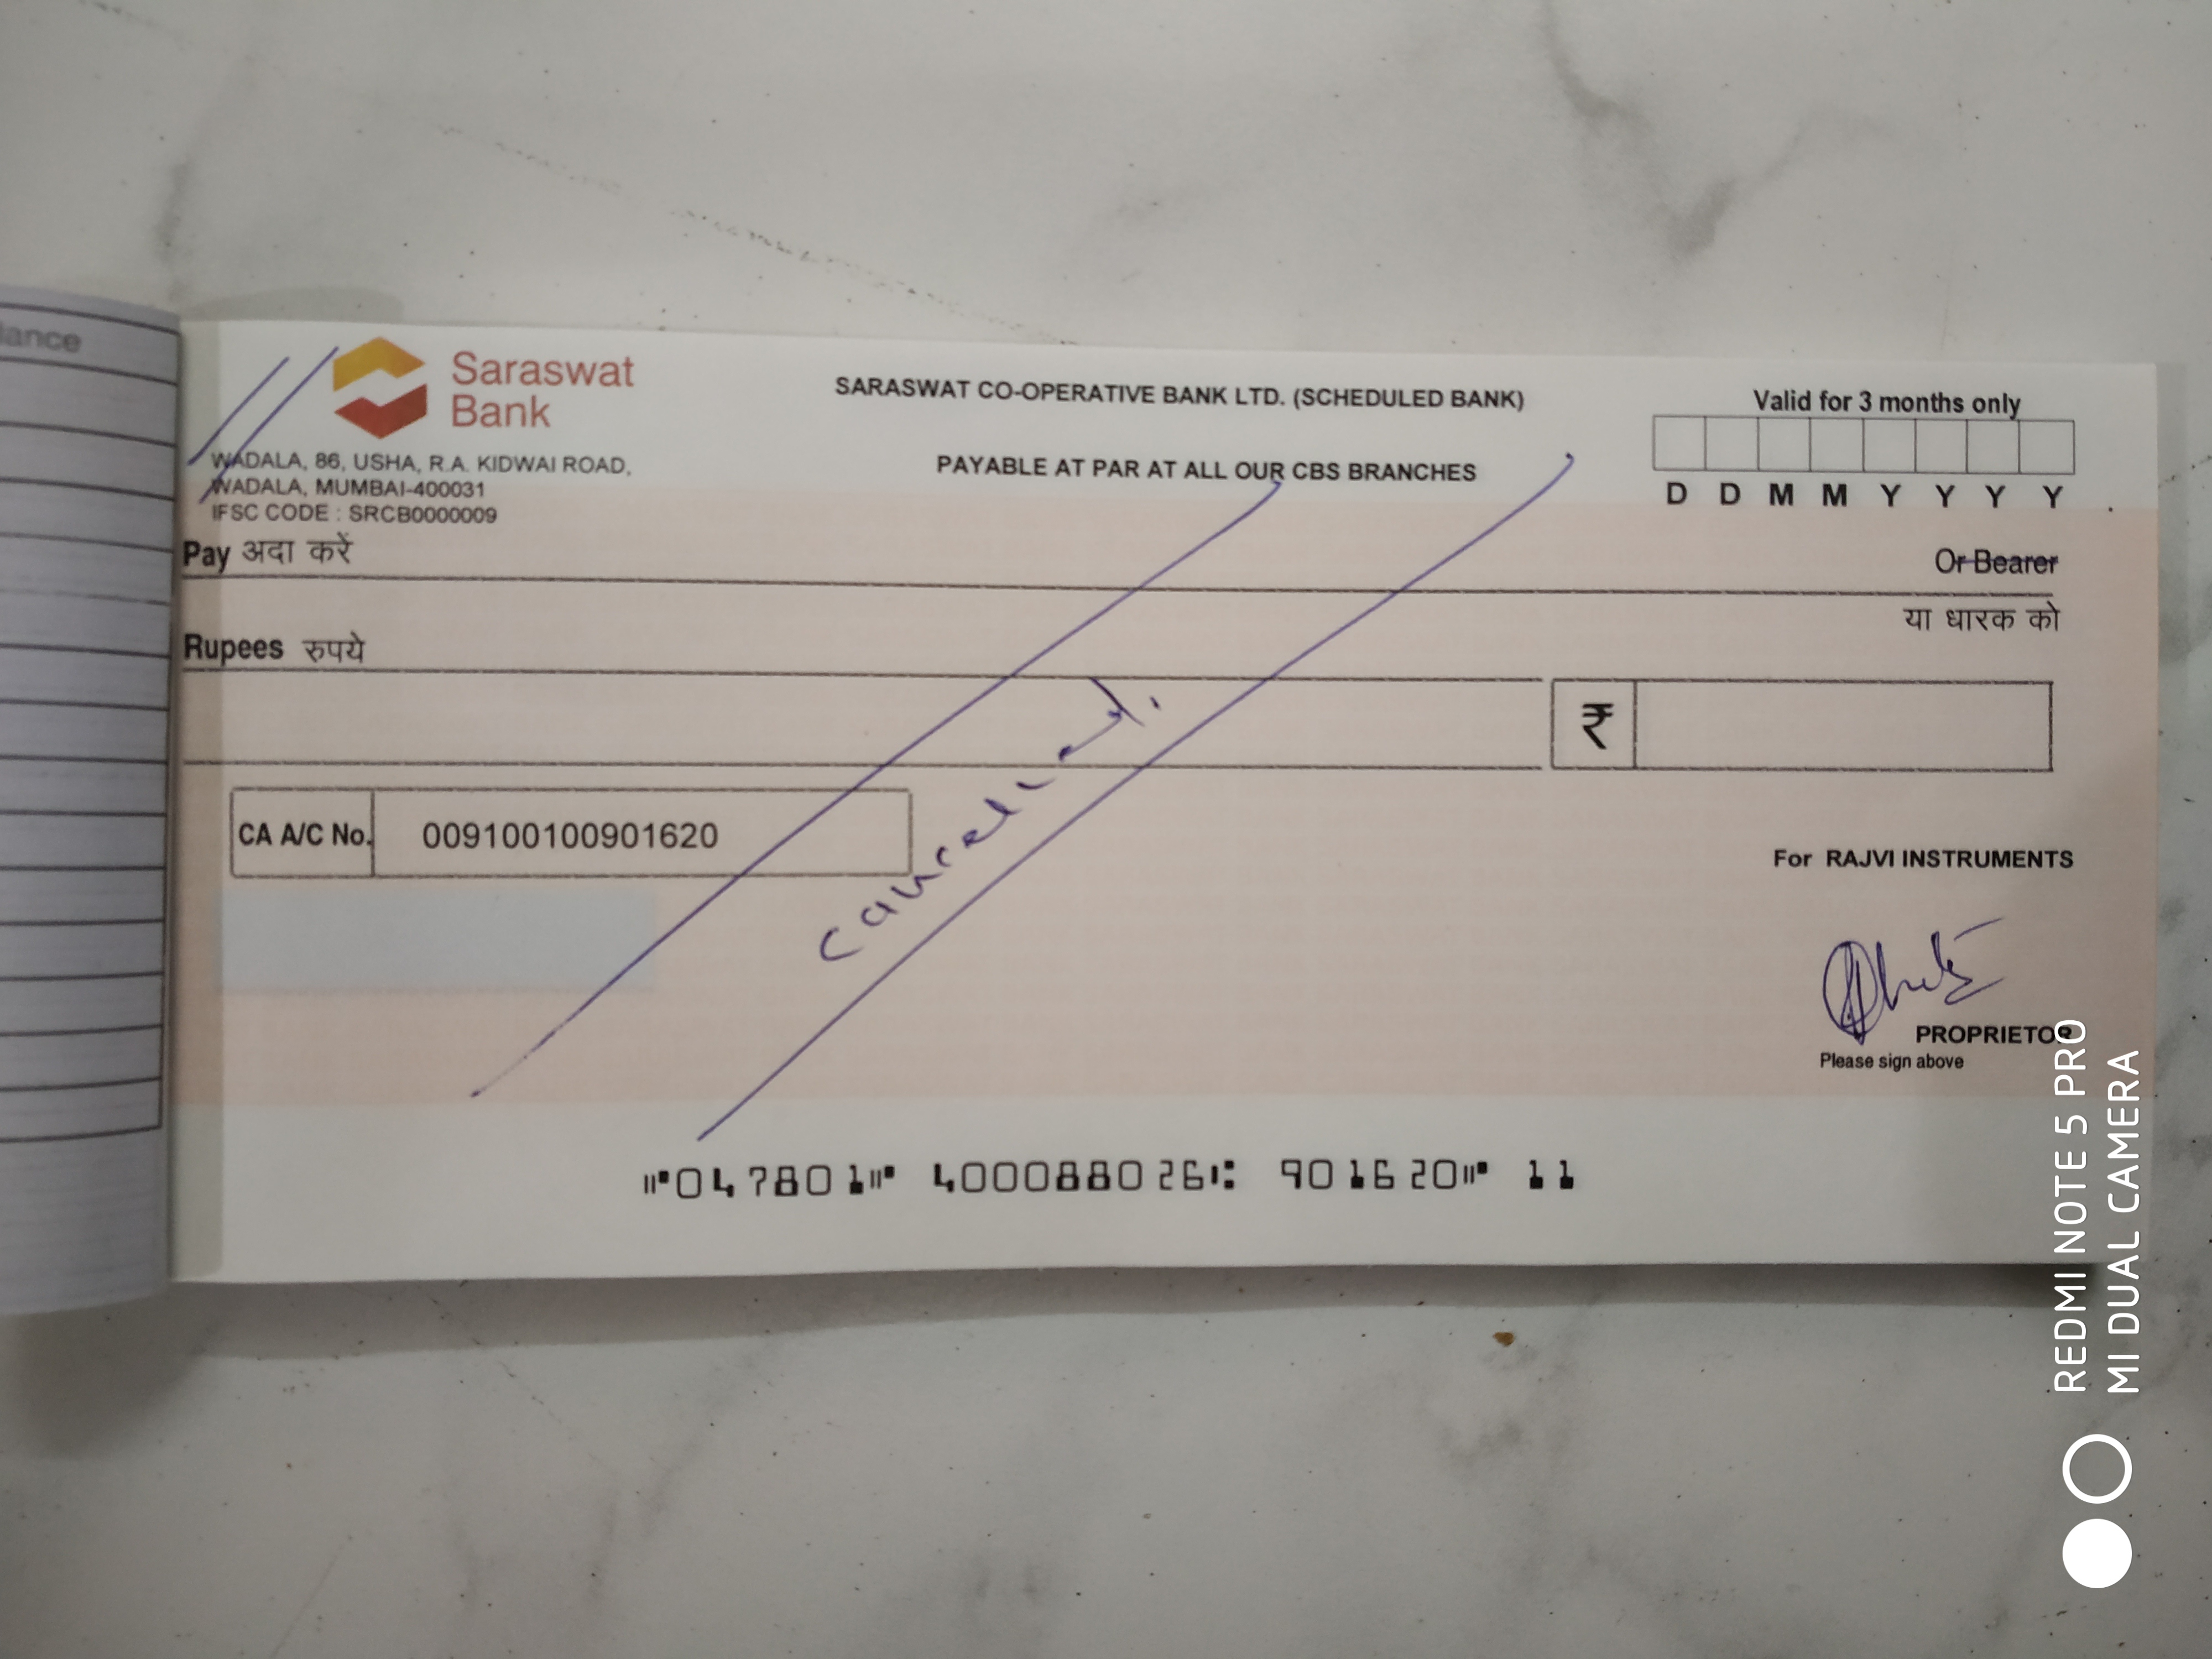 lance
Saraswat
Bank
WADALA, 86, USHA, R.A. KIDWAI ROAD,
WADALA, MUMBAI-400031
IFSC CODE : SRCB0000009
SARASWAT CO-OPERATIVE BANK LTD. (SCHEDULED BANK)
PAYABLE AT PAR AT ALL OUR CBS BRANCHES
Valid for 3 months only
D D M M Y Y Y Y
Pay अदा करें
Or Bearer
या धारक को
Rupees रुपये
₹
CA A/C No. 009100100901620
Cancelled.
For RAJVI INSTRUMENTS
PROPRIETOR
Please sign above
⑈047801⑈ 400088026⑆ 901620⑈ 11
REDMI NOTE 5 PRO
MI DUAL CAMERA